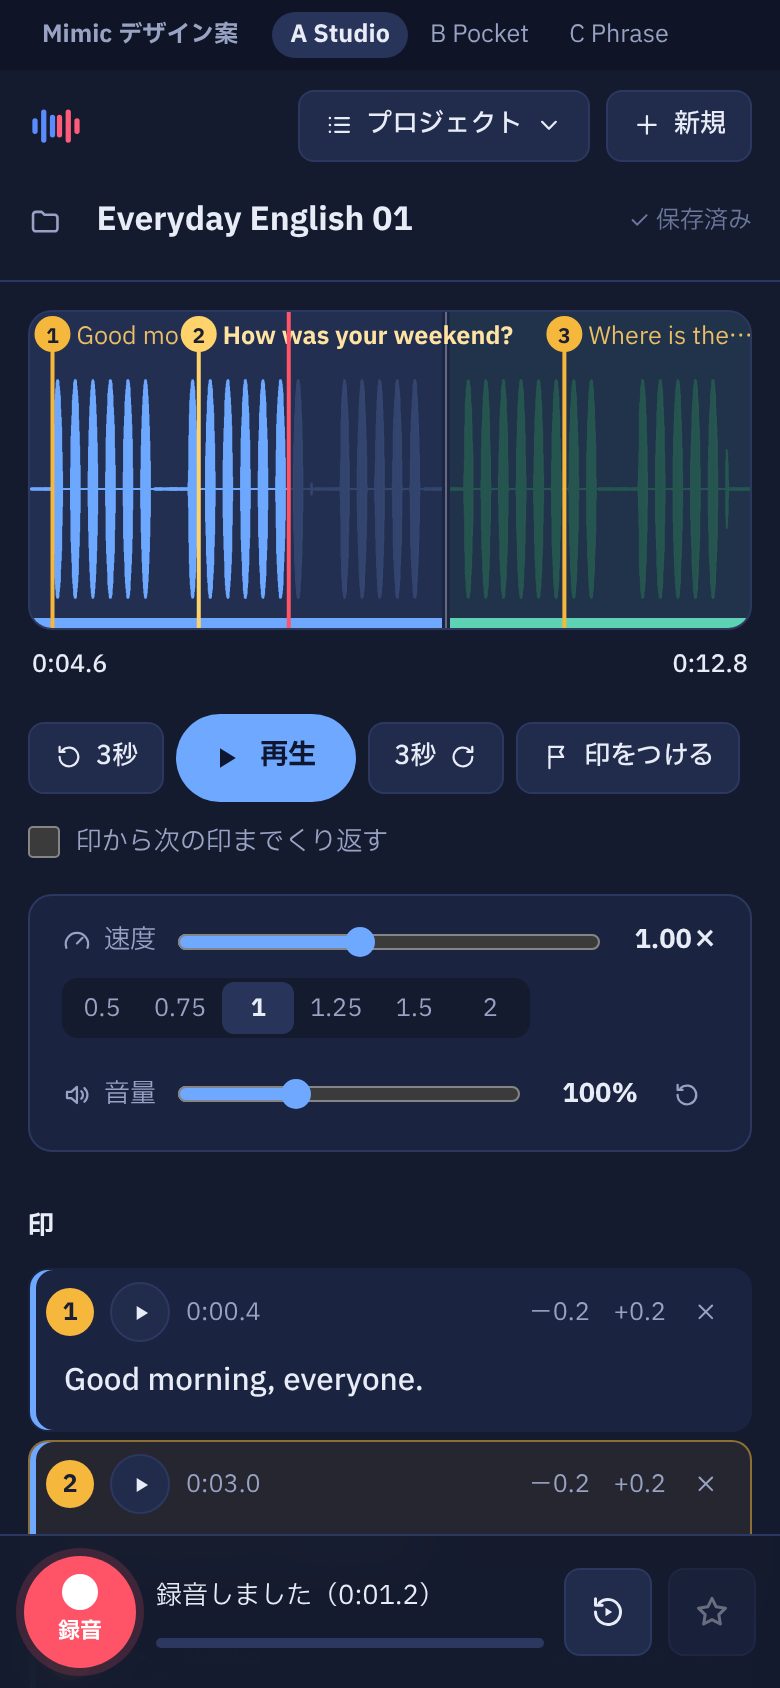 Mimic デザイン案 A Studio B Pocket C Phrase
プロジェクト 新規
Everyday English 01 保存済み
1 Good mo 2 How was your weekend? 3 Where is the…
0:04.6 0:12.8
3秒 再生 3秒 印をつける
印から次の印までくり返す
速度 1.00×
0.5 0.75 1 1.25 1.5 2
音量 100%
印
1 0:00.4 −0.2 +0.2 ×
Good morning, everyone.
2 0:03.0 −0.2 +0.2 ×
録音しました（0:01.2）
録音